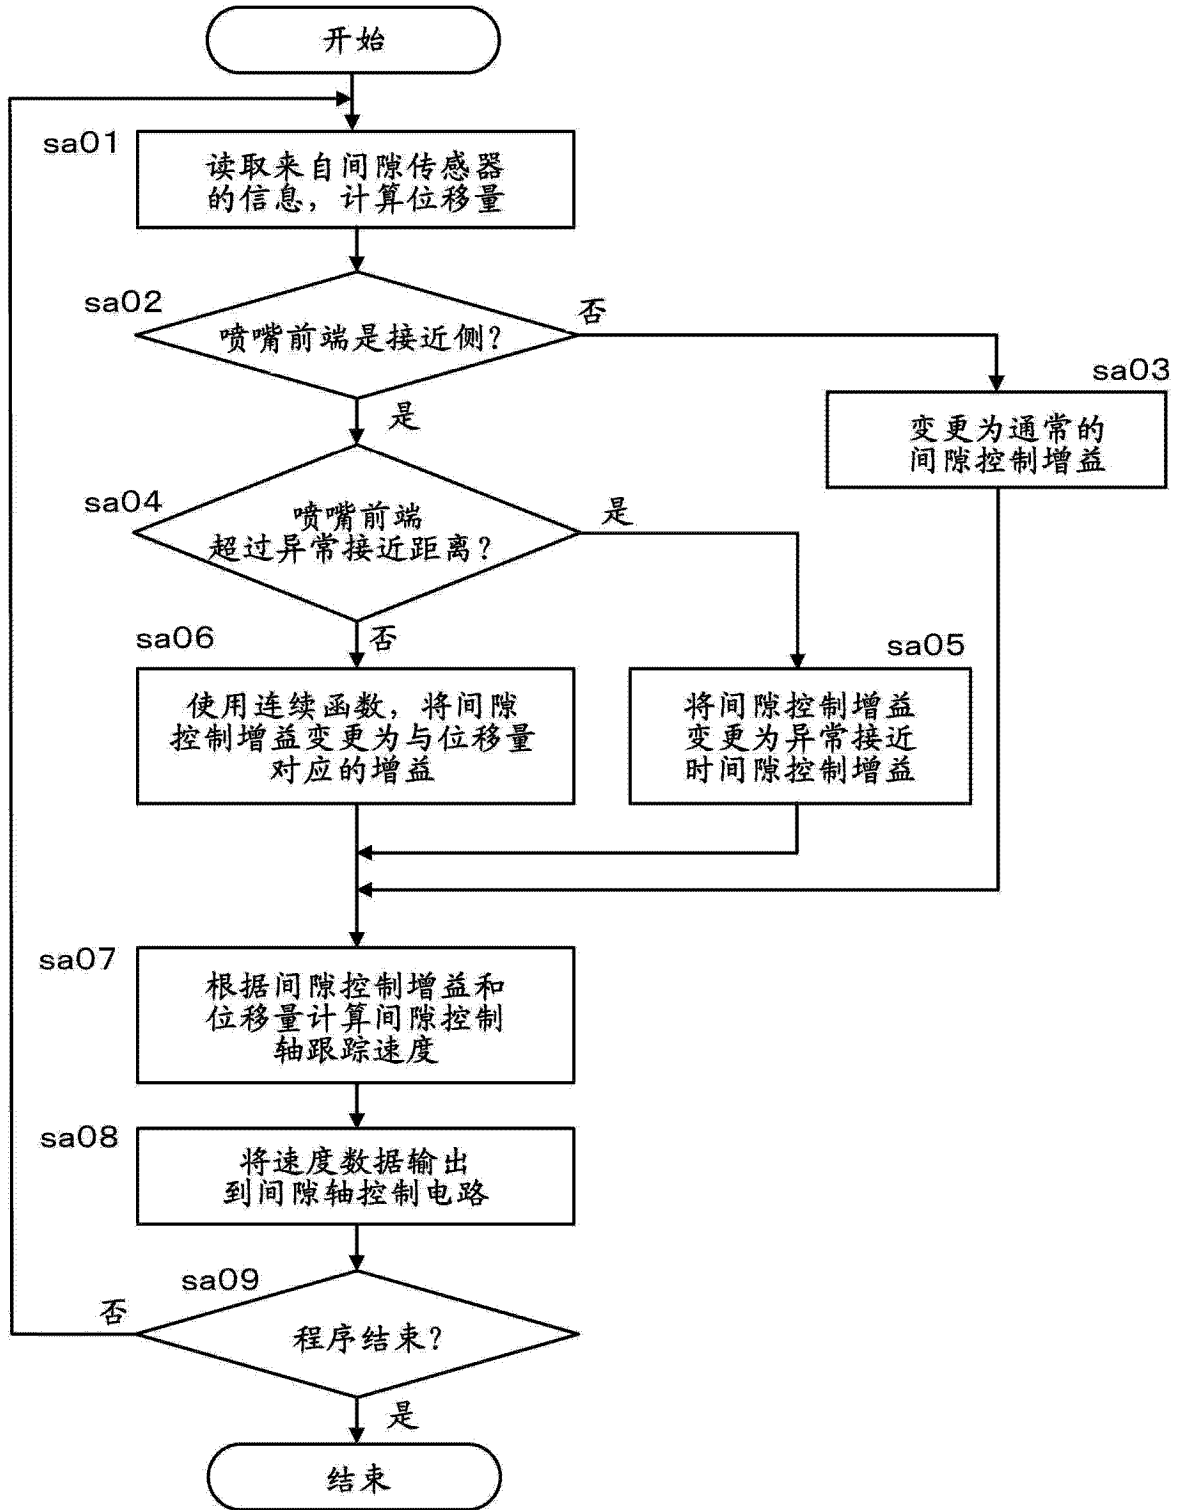 开始
sa01
读取来自间隙传感器
的信息，计算位移量
sa02
喷嘴前端是接近侧？
否
是
sa03
变更为通常的
间隙控制增益
sa04
喷嘴前端
超过异常接近距离？
是
否
sa06
使用连续函数，将间隙
控制增益变更为与位移量
对应的增益
sa05
将间隙控制增益
变更为异常接近
时间隙控制增益
sa07
根据间隙控制增益和
位移量计算间隙控制
轴跟踪速度
sa08
将速度数据输出
到间隙轴控制电路
sa09
程序结束？
否
是
结束